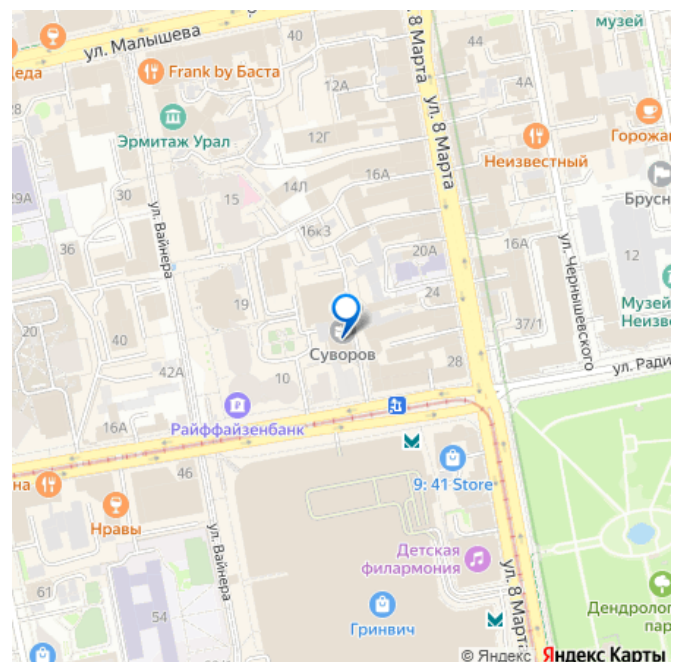 музей
ул. Малышева
40
ул. 8 Марта
Деда
Frank by Баста
12А
4А
28
Эрмитаж Урал
ул. 8 Марта
Горожа
12Г
Неизвестный
16А
14Л
29А
30
15
Брусн
ул. Вайнера
16к3
36
20А
16А
12
ул. Чернышевского
24
19
Музей
Неизв
20
40
37/1
Суворов
28
42А
10
ул. Ради
16А
Райффайзенбанк
46
на
9: 41 Store
Нравы
ул. Вайнера
Детская
филармония
ул. 8 Марта
61
54
Дендролог
пар
Гринвич
© Яндекс Яндекс Карты